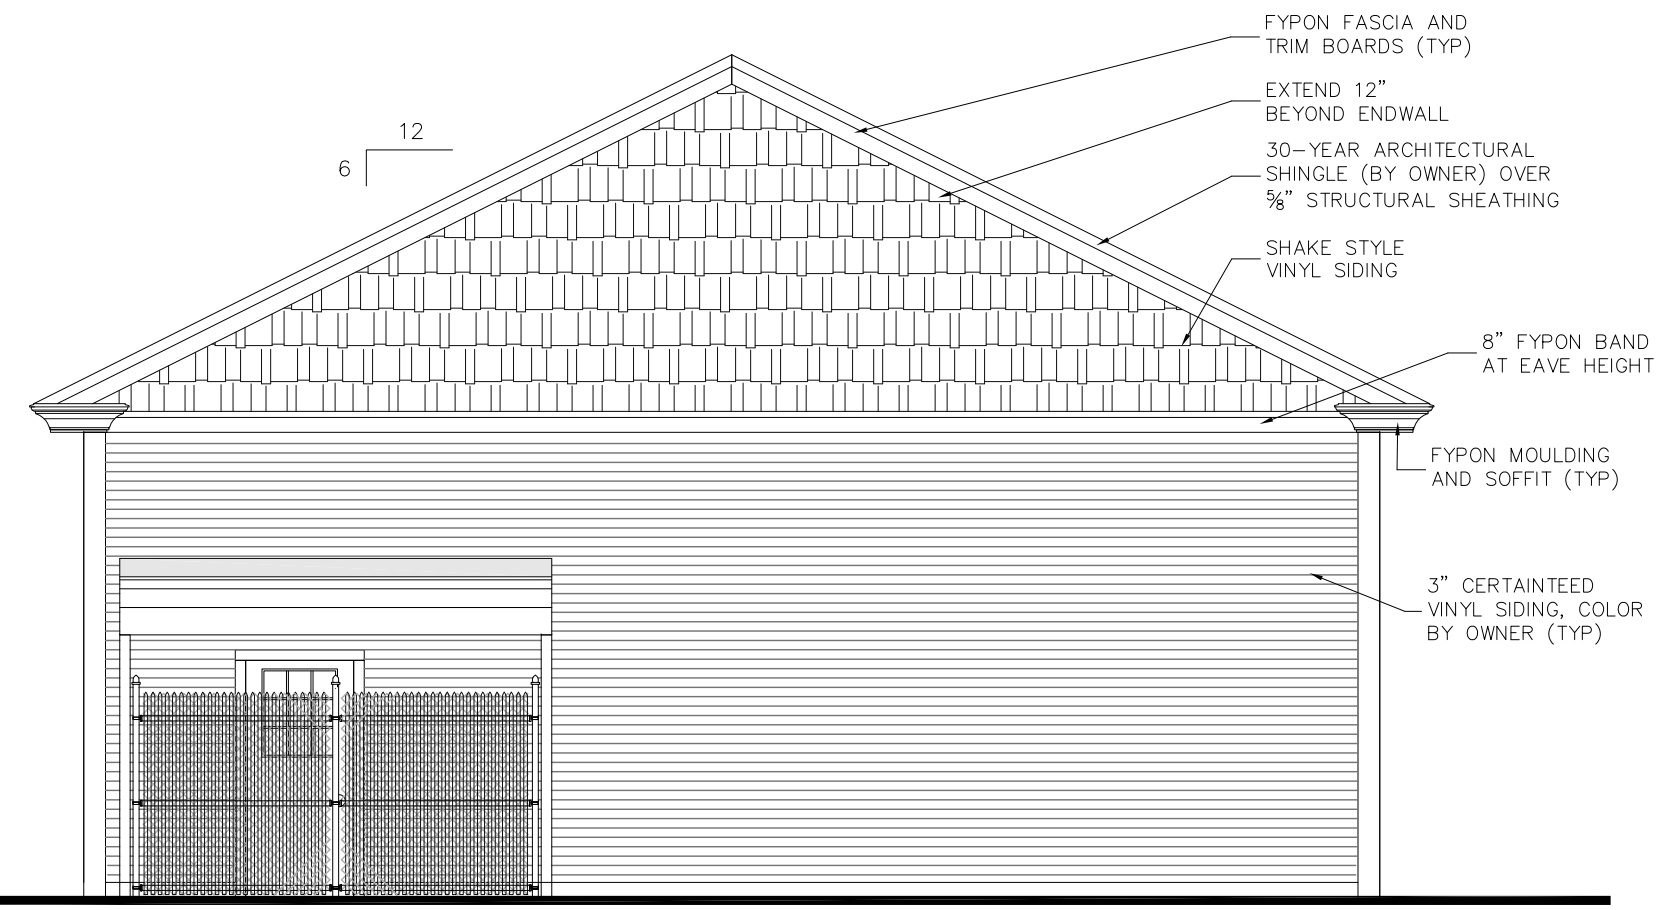 FYPON FASCIA AND
TRIM BOARDS (TYP)
EXTEND 12”
BEYOND ENDWALL
12
6
30-YEAR ARCHITECTURAL
SHINGLE (BY OWNER) OVER
⅝” STRUCTURAL SHEATHING
SHAKE STYLE
VINYL SIDING
8” FYPON BAND
AT EAVE HEIGHT
FYPON MOULDING
AND SOFFIT (TYP)
3” CERTAINTEED
VINYL SIDING, COLOR
BY OWNER (TYP)